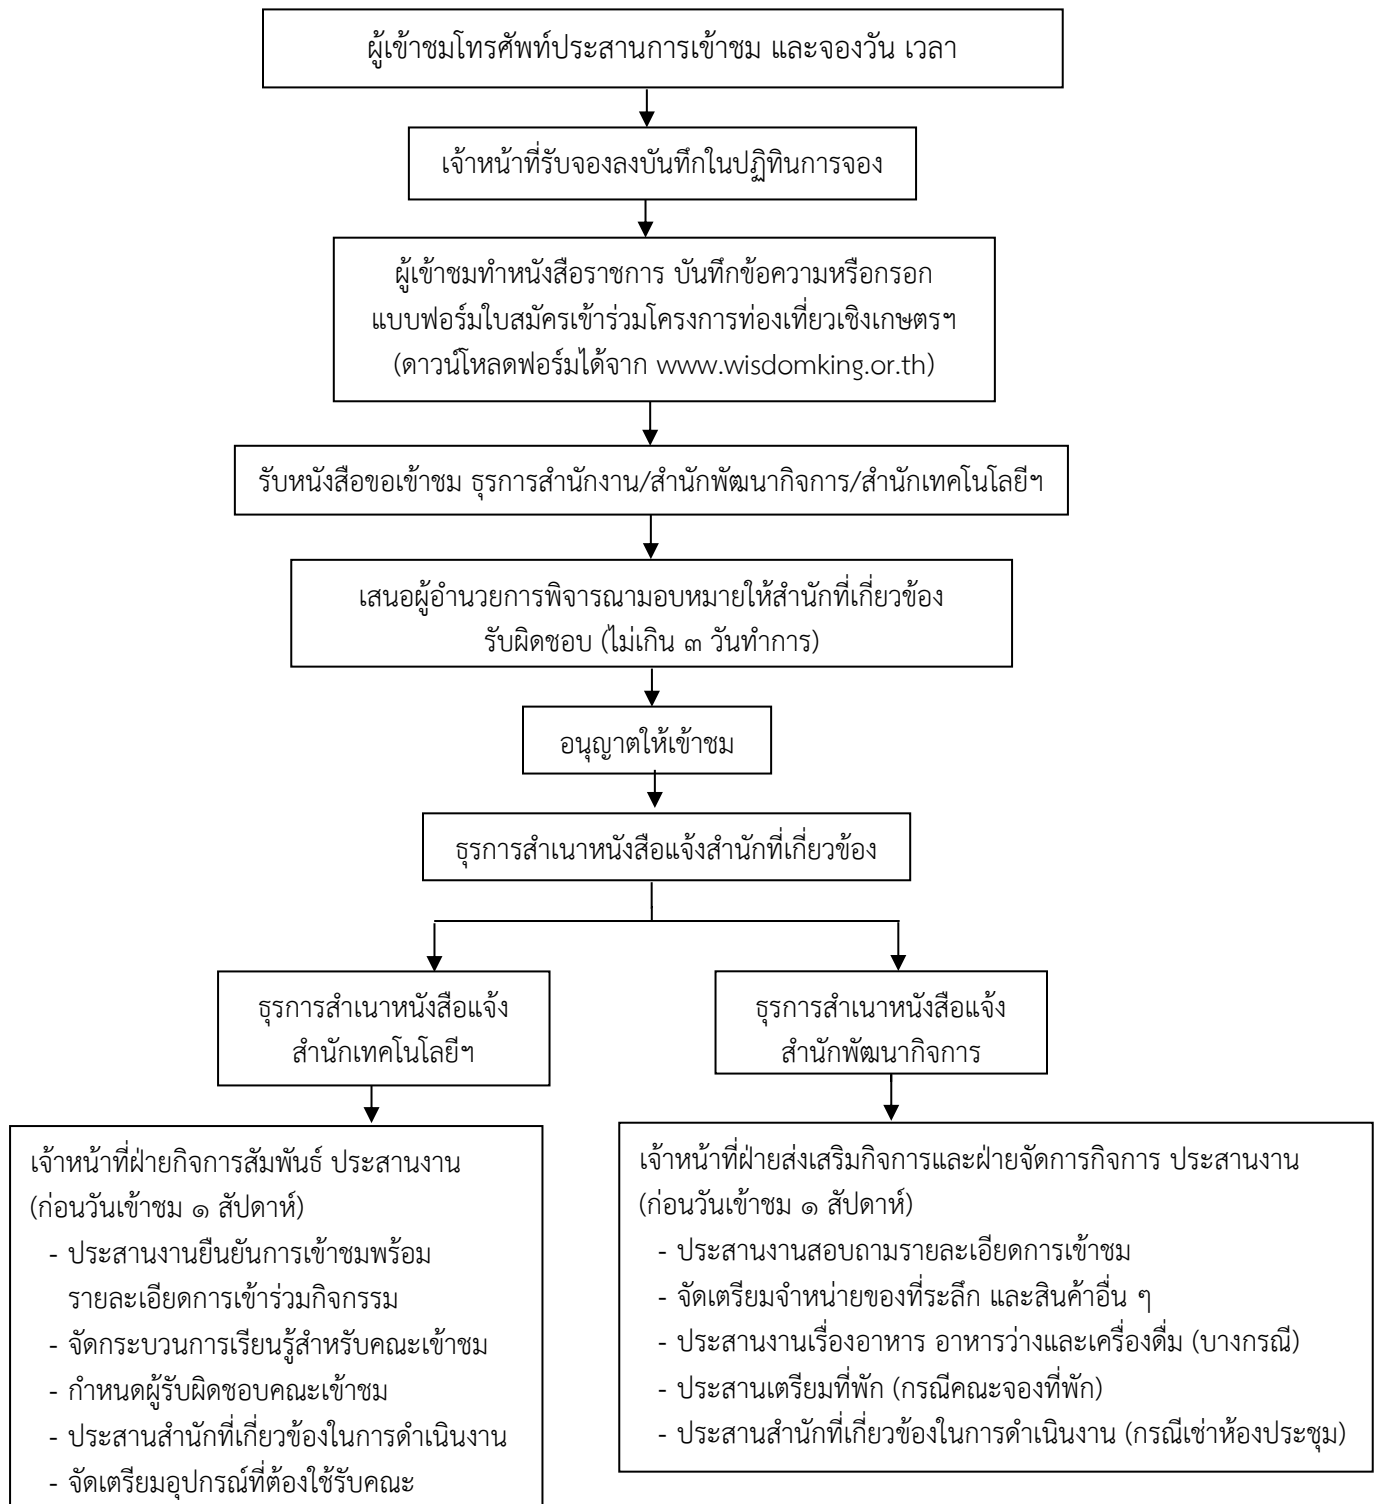 ผู้เข้าชมโทรศัพท์ประสานการเข้าชม และจองวัน เวลา
เจ้าหน้าที่รับจองลงบันทึกในปฏิทินการจอง
ผู้เข้าชมทำหนังสือราชการ บันทึกข้อความหรือกรอก
แบบฟอร์มใบสมัครเข้าร่วมโครงการท่องเที่ยวเชิงเกษตรฯ
(ดาวน์โหลดฟอร์มได้จาก www.wisdomking.or.th)
รับหนังสือขอเข้าชม ธุรการสำนักงาน/สำนักพัฒนากิจการ/สำนักเทคโนโลยีฯ
เสนอผู้อำนวยการพิจารณามอบหมายให้สำนักที่เกี่ยวข้อง
รับผิดชอบ (ไม่เกิน ๓ วันทำการ)
อนุญาตให้เข้าชม
ธุรการสำเนาหนังสือแจ้งสำนักที่เกี่ยวข้อง
ธุรการสำเนาหนังสือแจ้ง
สำนักเทคโนโลยีฯ
ธุรการสำเนาหนังสือแจ้ง
สำนักพัฒนากิจการ
เจ้าหน้าที่ฝ่ายกิจการสัมพันธ์ ประสานงาน
(ก่อนวันเข้าชม ๑ สัปดาห์)
- ประสานงานยืนยันการเข้าชมพร้อม
รายละเอียดการเข้าร่วมกิจกรรม
- จัดกระบวนการเรียนรู้สำหรับคณะเข้าชม
- กำหนดผู้รับผิดชอบคณะเข้าชม
- ประสานสำนักที่เกี่ยวข้องในการดำเนินงาน
- จัดเตรียมอุปกรณ์ที่ต้องใช้รับคณะ
เจ้าหน้าที่ฝ่ายส่งเสริมกิจการและฝ่ายจัดการกิจการ ประสานงาน
(ก่อนวันเข้าชม ๑ สัปดาห์)
- ประสานงานสอบถามรายละเอียดการเข้าชม
- จัดเตรียมจำหน่ายของที่ระลึก และสินค้าอื่น ๆ
- ประสานงานเรื่องอาหาร อาหารว่างและเครื่องดื่ม (บางกรณี)
- ประสานเตรียมที่พัก (กรณีคณะจองที่พัก)
- ประสานสำนักที่เกี่ยวข้องในการดำเนินงาน (กรณีเช่าห้องประชุม)